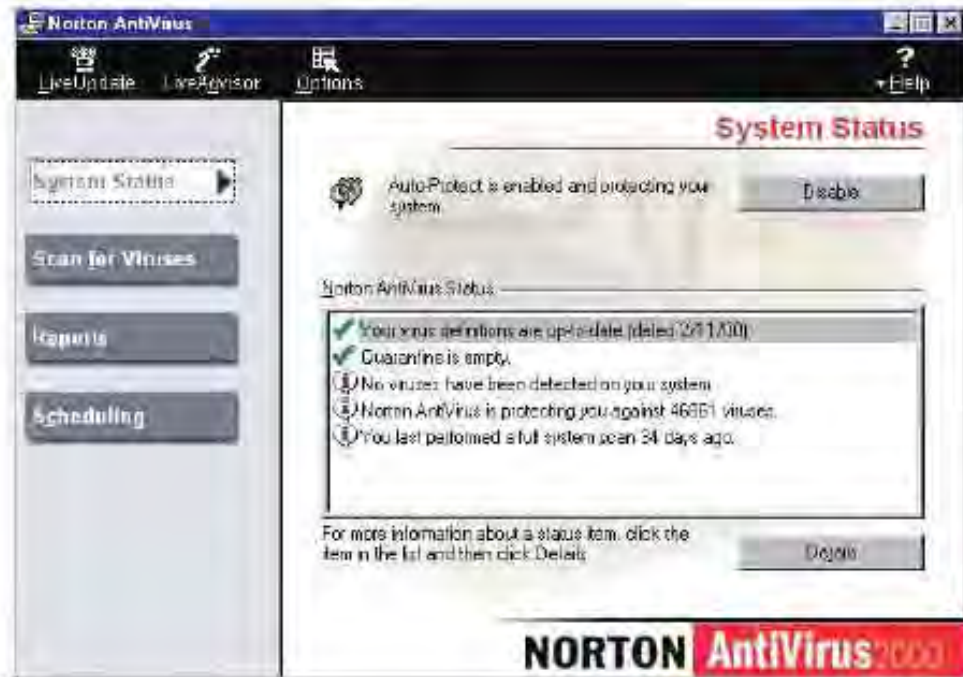 Norton AntiVirus
LiveUpdate LiveAdvisor Options Help
System Status
System Status
Auto-Protect is enabled and protecting your
system.
Disable
Scan for Viruses
Reports
Scheduling
Norton AntiVirus Status
Your virus definitions are up-to-date (dated 2/11/00)
Quarantine is empty.
No viruses have been detected on your system
Norton AntiVirus is protecting you against viruses.
You last performed a full system scan 34 days ago.
For more information about a status item, click the
item in the list and then click Details
Details
NORTON AntiVirus 2000